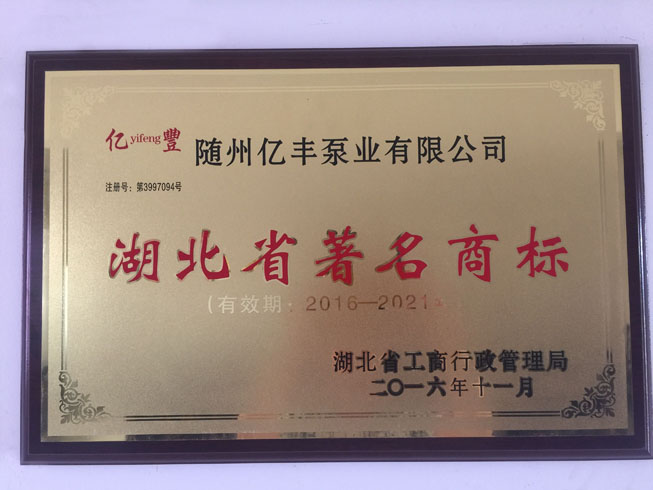 亿yifeng豐 随州亿丰泵业有限公司
注册号：第3997094号
湖北省著名商标
（有效期：2016—2021
湖北省工商行政管理局
二〇一六年十一月